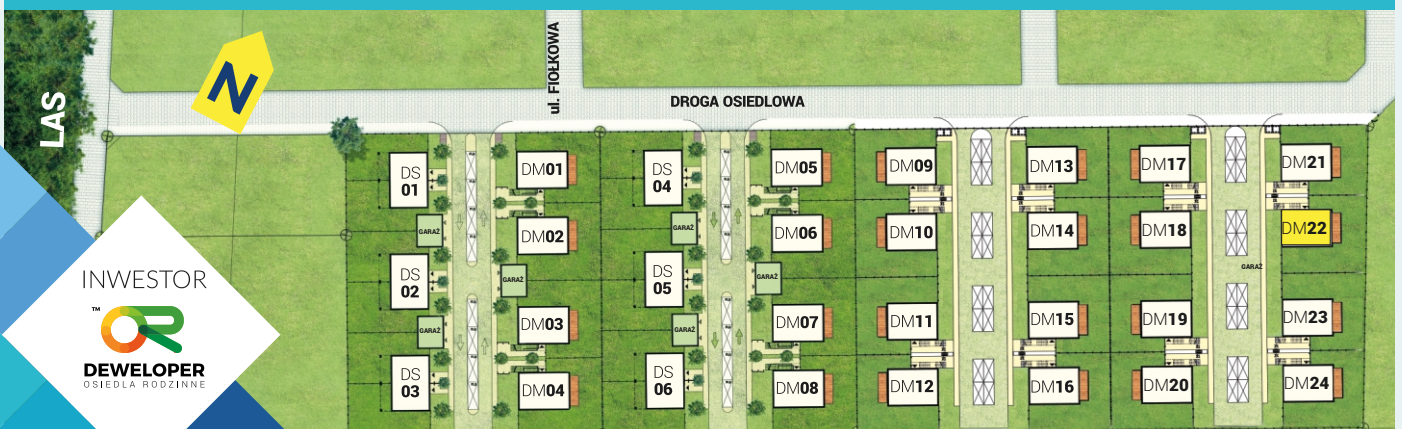 LAS
N
ul. FIOŁKOWA
DROGA OSIEDLOWA
DS
01
DM01
DS
04
DM05
DM09
DM13
DM17
DM21
GARAŻ
DM02
GARAŻ
DM06
DM10
DM14
DM18
DM22
DS
02
GARAŻ
DS
05
GARAŻ
GARAŻ
GARAŻ
DM03
GARAŻ
DM07
DM11
DM15
DM19
DM23
DS
03
DM04
DS
06
DM08
DM12
DM16
DM20
DM24
INWESTOR
™
OR
DEWELOPER
OSIEDLA RODZINNE